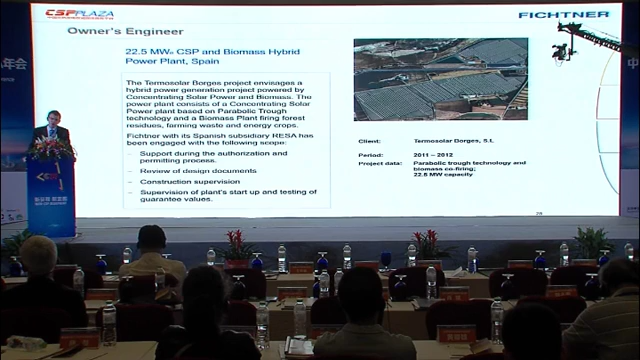 CSPPLAZA
FICHTNER
Owner's Engineer
22.5 MWe CSP and Biomass Hybrid
Power Plant, Spain
The Termosolar Borges project envisages a
hybrid power generation project powered by
Concentrating Solar Power and Biomass. The
power plant consists of a Concentrating Solar
Power plant based on Parabolic Trough
technology and a Biomass Plant firing forest
residues, farming waste and energy crops.
Fichtner with its Spanish subsidiary RESA has
been engaged with the following scope:
– Support during the authorization and
permitting process.
– Review of design documents
– Construction supervision
– Supervision of plant's start up and testing of
guarantee values.
Client: Termosolar Borges, S.L
Period: 2011 – 2012
Project data: Parabolic trough technology and
biomass co-firing;
22.5 MW capacity
28